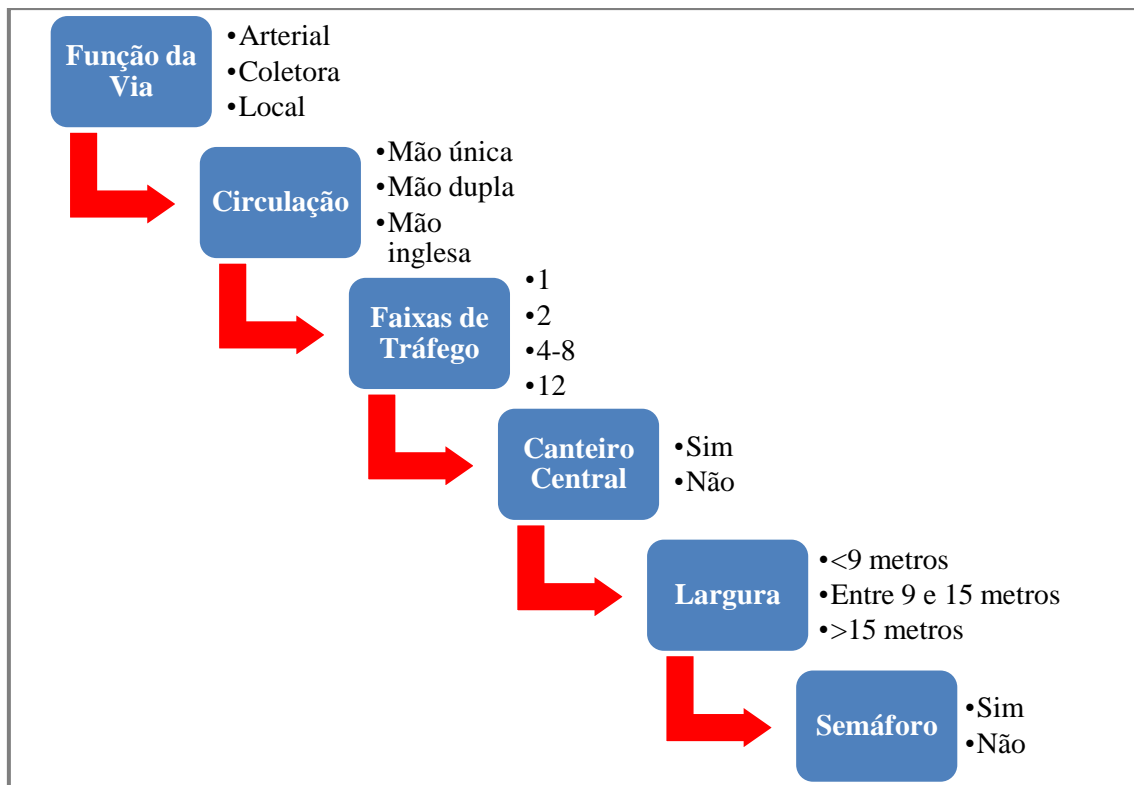 Função da
Via
•Arterial
•Coletora
•Local
Circulação
•Mão única
•Mão dupla
•Mão
inglesa
Faixas de
Tráfego
•1
•2
•4-8
•12
Canteiro
Central
•Sim
•Não
Largura
•<9 metros
•Entre 9 e 15 metros
•>15 metros
Semáforo
•Sim
•Não